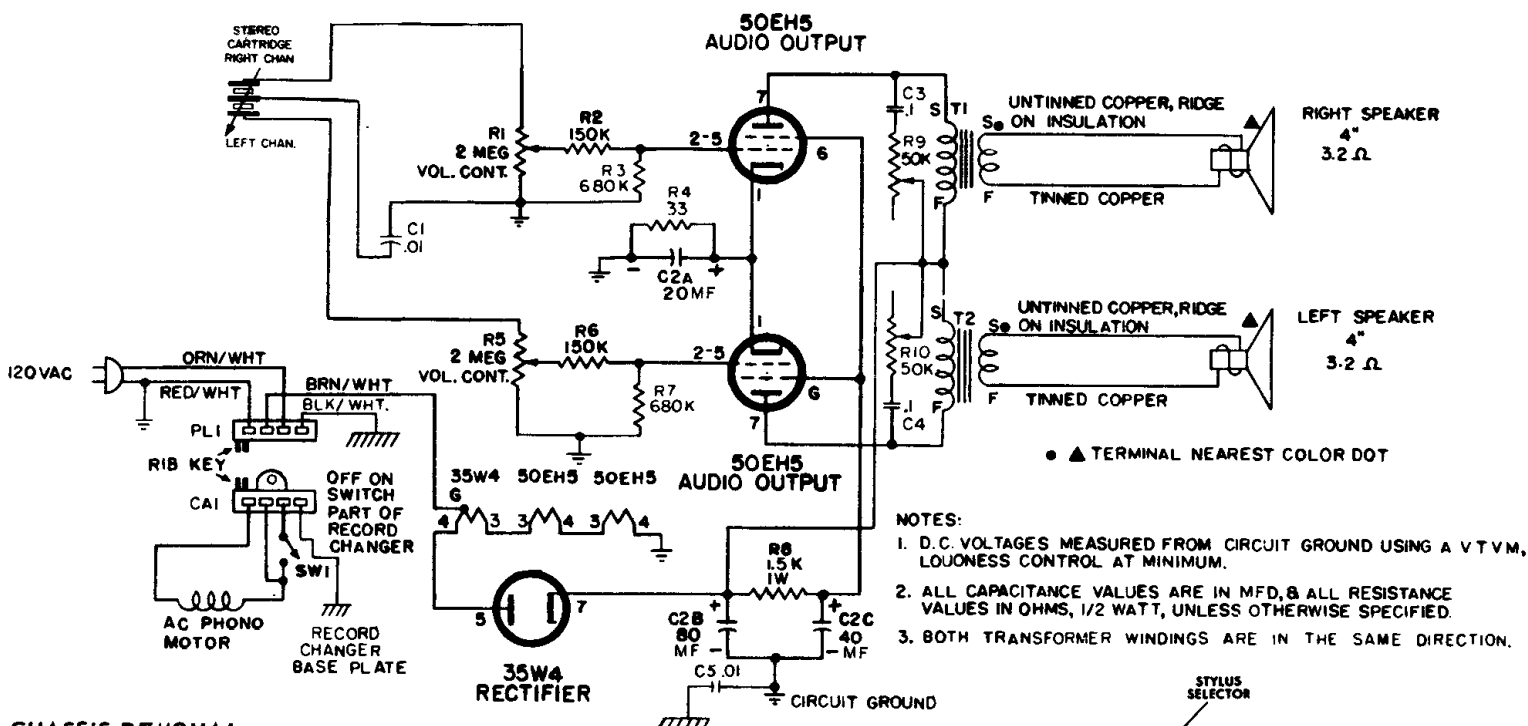 50EH5
AUDIO OUTPUT
STEREO
CARTRIDGE
RIGHT CHAN
LEFT CHAN.
R1
2 MEG
VOL. CONT.
R2
150K
R3
680K
2-5
7
6
1
C1
.01
R4
33
-
+
C2A
20MF
C3
.1
R9
50K
S
T1
F
S
F
UNTINNED COPPER, RIDGE
ON INSULATION
TINNED COPPER
RIGHT SPEAKER
4"
3.2 Ω
R5
2 MEG
VOL. CONT.
R6
150K
R7
680K
2-5
1
G
7
50EH5
AUDIO OUTPUT
R10
50K
.1
C4
S
T2
F
S
F
UNTINNED COPPER, RIDGE
ON INSULATION
TINNED COPPER
LEFT SPEAKER
4"
3.2 Ω
● ▲ TERMINAL NEAREST COLOR DOT
120VAC
ORN/WHT
RED/WHT
BRN/WHT
BLK/WHT.
PL1
RIB KEY
CA1
OFF ON
SWITCH
PART OF
RECORD
CHANGER
SW1
AC PHONO
MOTOR
RECORD
CHANGER
BASE PLATE
35W4 50EH5 50EH5
G
4 3 3 4 3 4
5
7
35W4
RECTIFIER
R8
1.5K
1W
+
C2B
80
MF
-
+
C2C
40
MF
-
C5 .01
CIRCUIT GROUND
NOTES:
1. D.C. VOLTAGES MEASURED FROM CIRCUIT GROUND USING A VTVM,
LOUDNESS CONTROL AT MINIMUM.
2. ALL CAPACITANCE VALUES ARE IN MFD, & ALL RESISTANCE
VALUES IN OHMS, 1/2 WATT, UNLESS OTHERWISE SPECIFIED.
3. BOTH TRANSFORMER WINDINGS ARE IN THE SAME DIRECTION.
STYLUS
SELECTOR